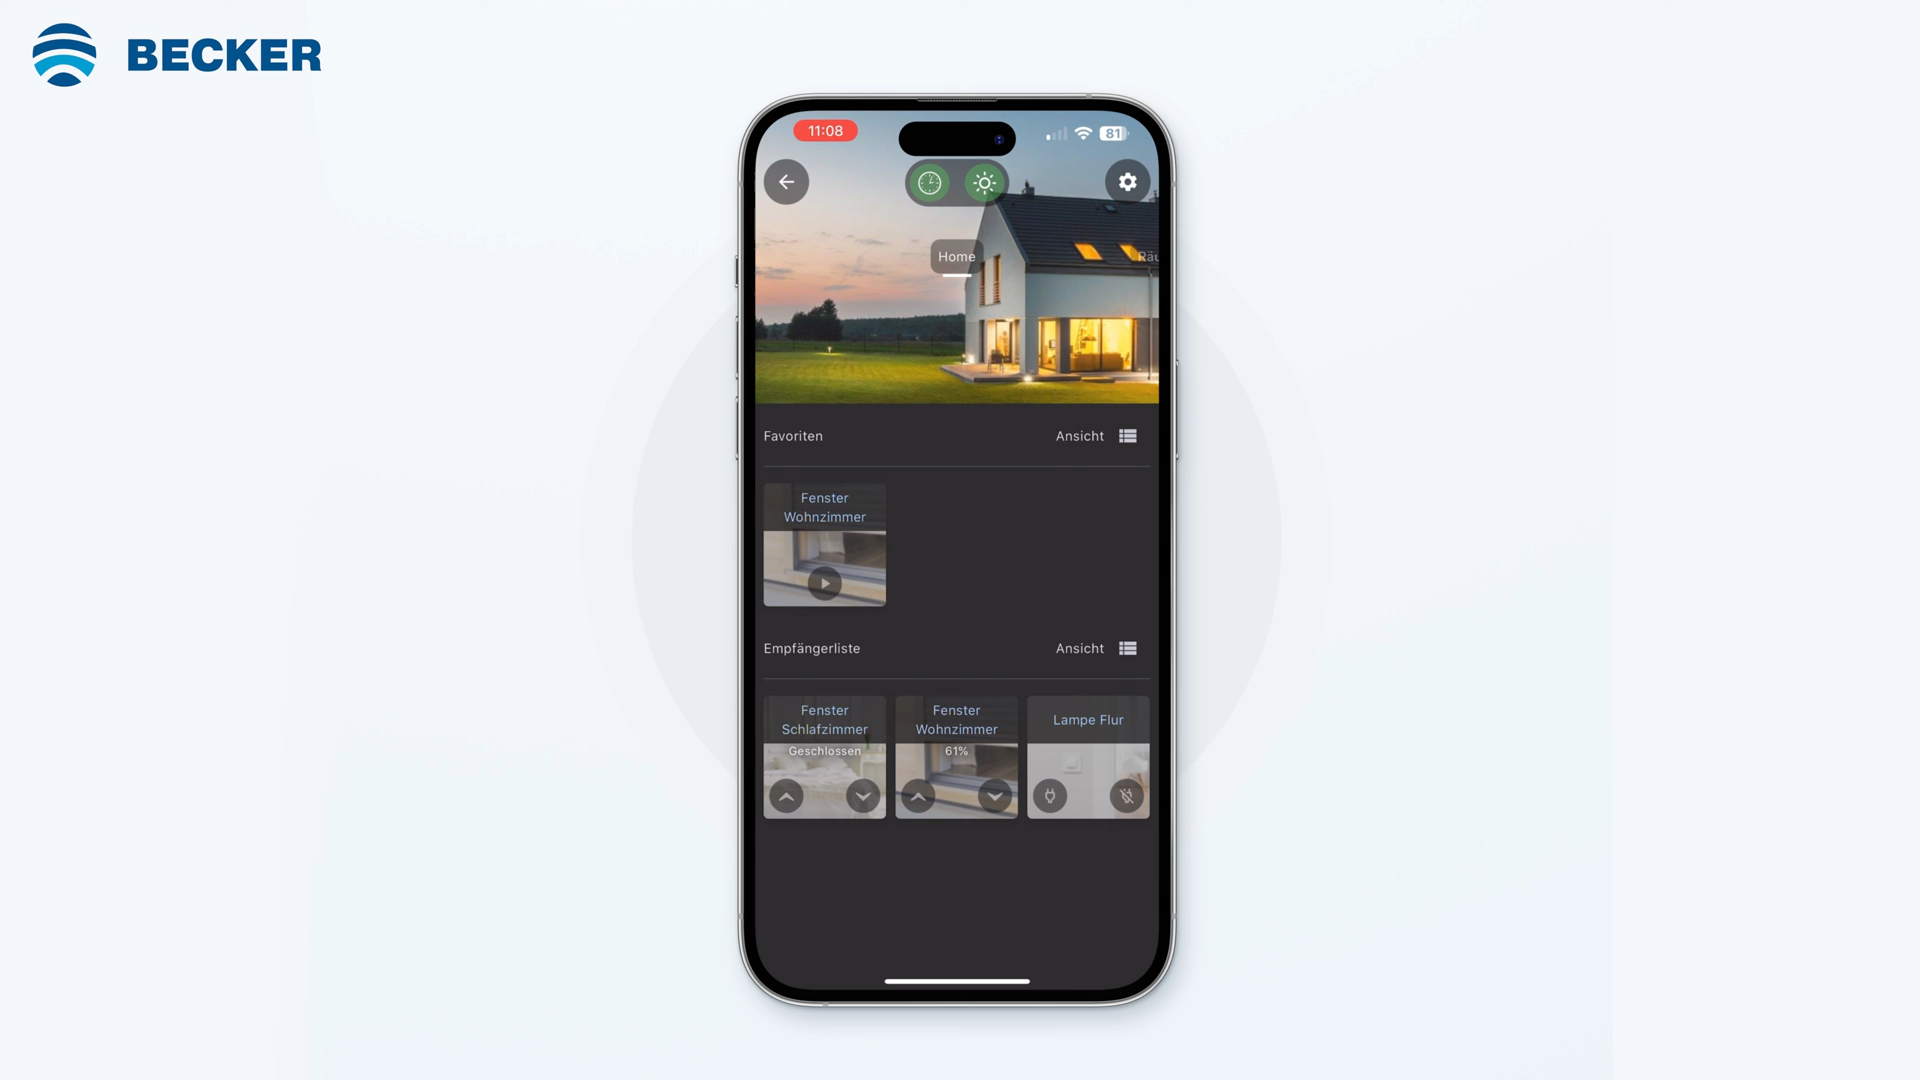 BECKER
11:08
81
Home
Räu
Favoriten
Ansicht
Fenster
Wohnzimmer
Empfängerliste
Ansicht
Fenster
Schlafzimmer
Geschlossen
Fenster
Wohnzimmer
61%
Lampe Flur